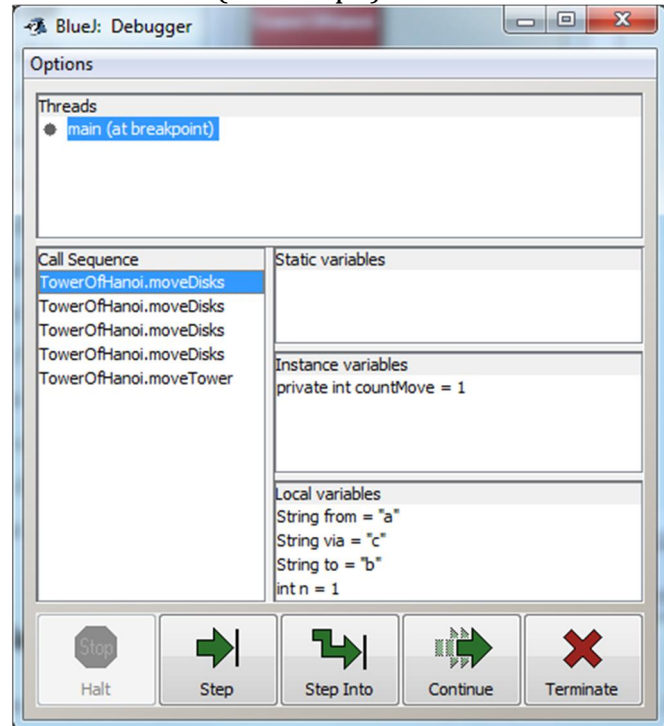 BlueJ: Debugger
TowerOfHanoi
Options
Threads
main (at breakpoint)
Call Sequence
TowerOfHanoi.moveDisks
TowerOfHanoi.moveDisks
TowerOfHanoi.moveDisks
TowerOfHanoi.moveDisks
TowerOfHanoi.moveTower
Static variables
Instance variables
private int countMove = 1
Local variables
String from = "a"
String via = "c"
String to = "b"
int n = 1
Stop
Halt
Step
Step Into
Continue
Terminate